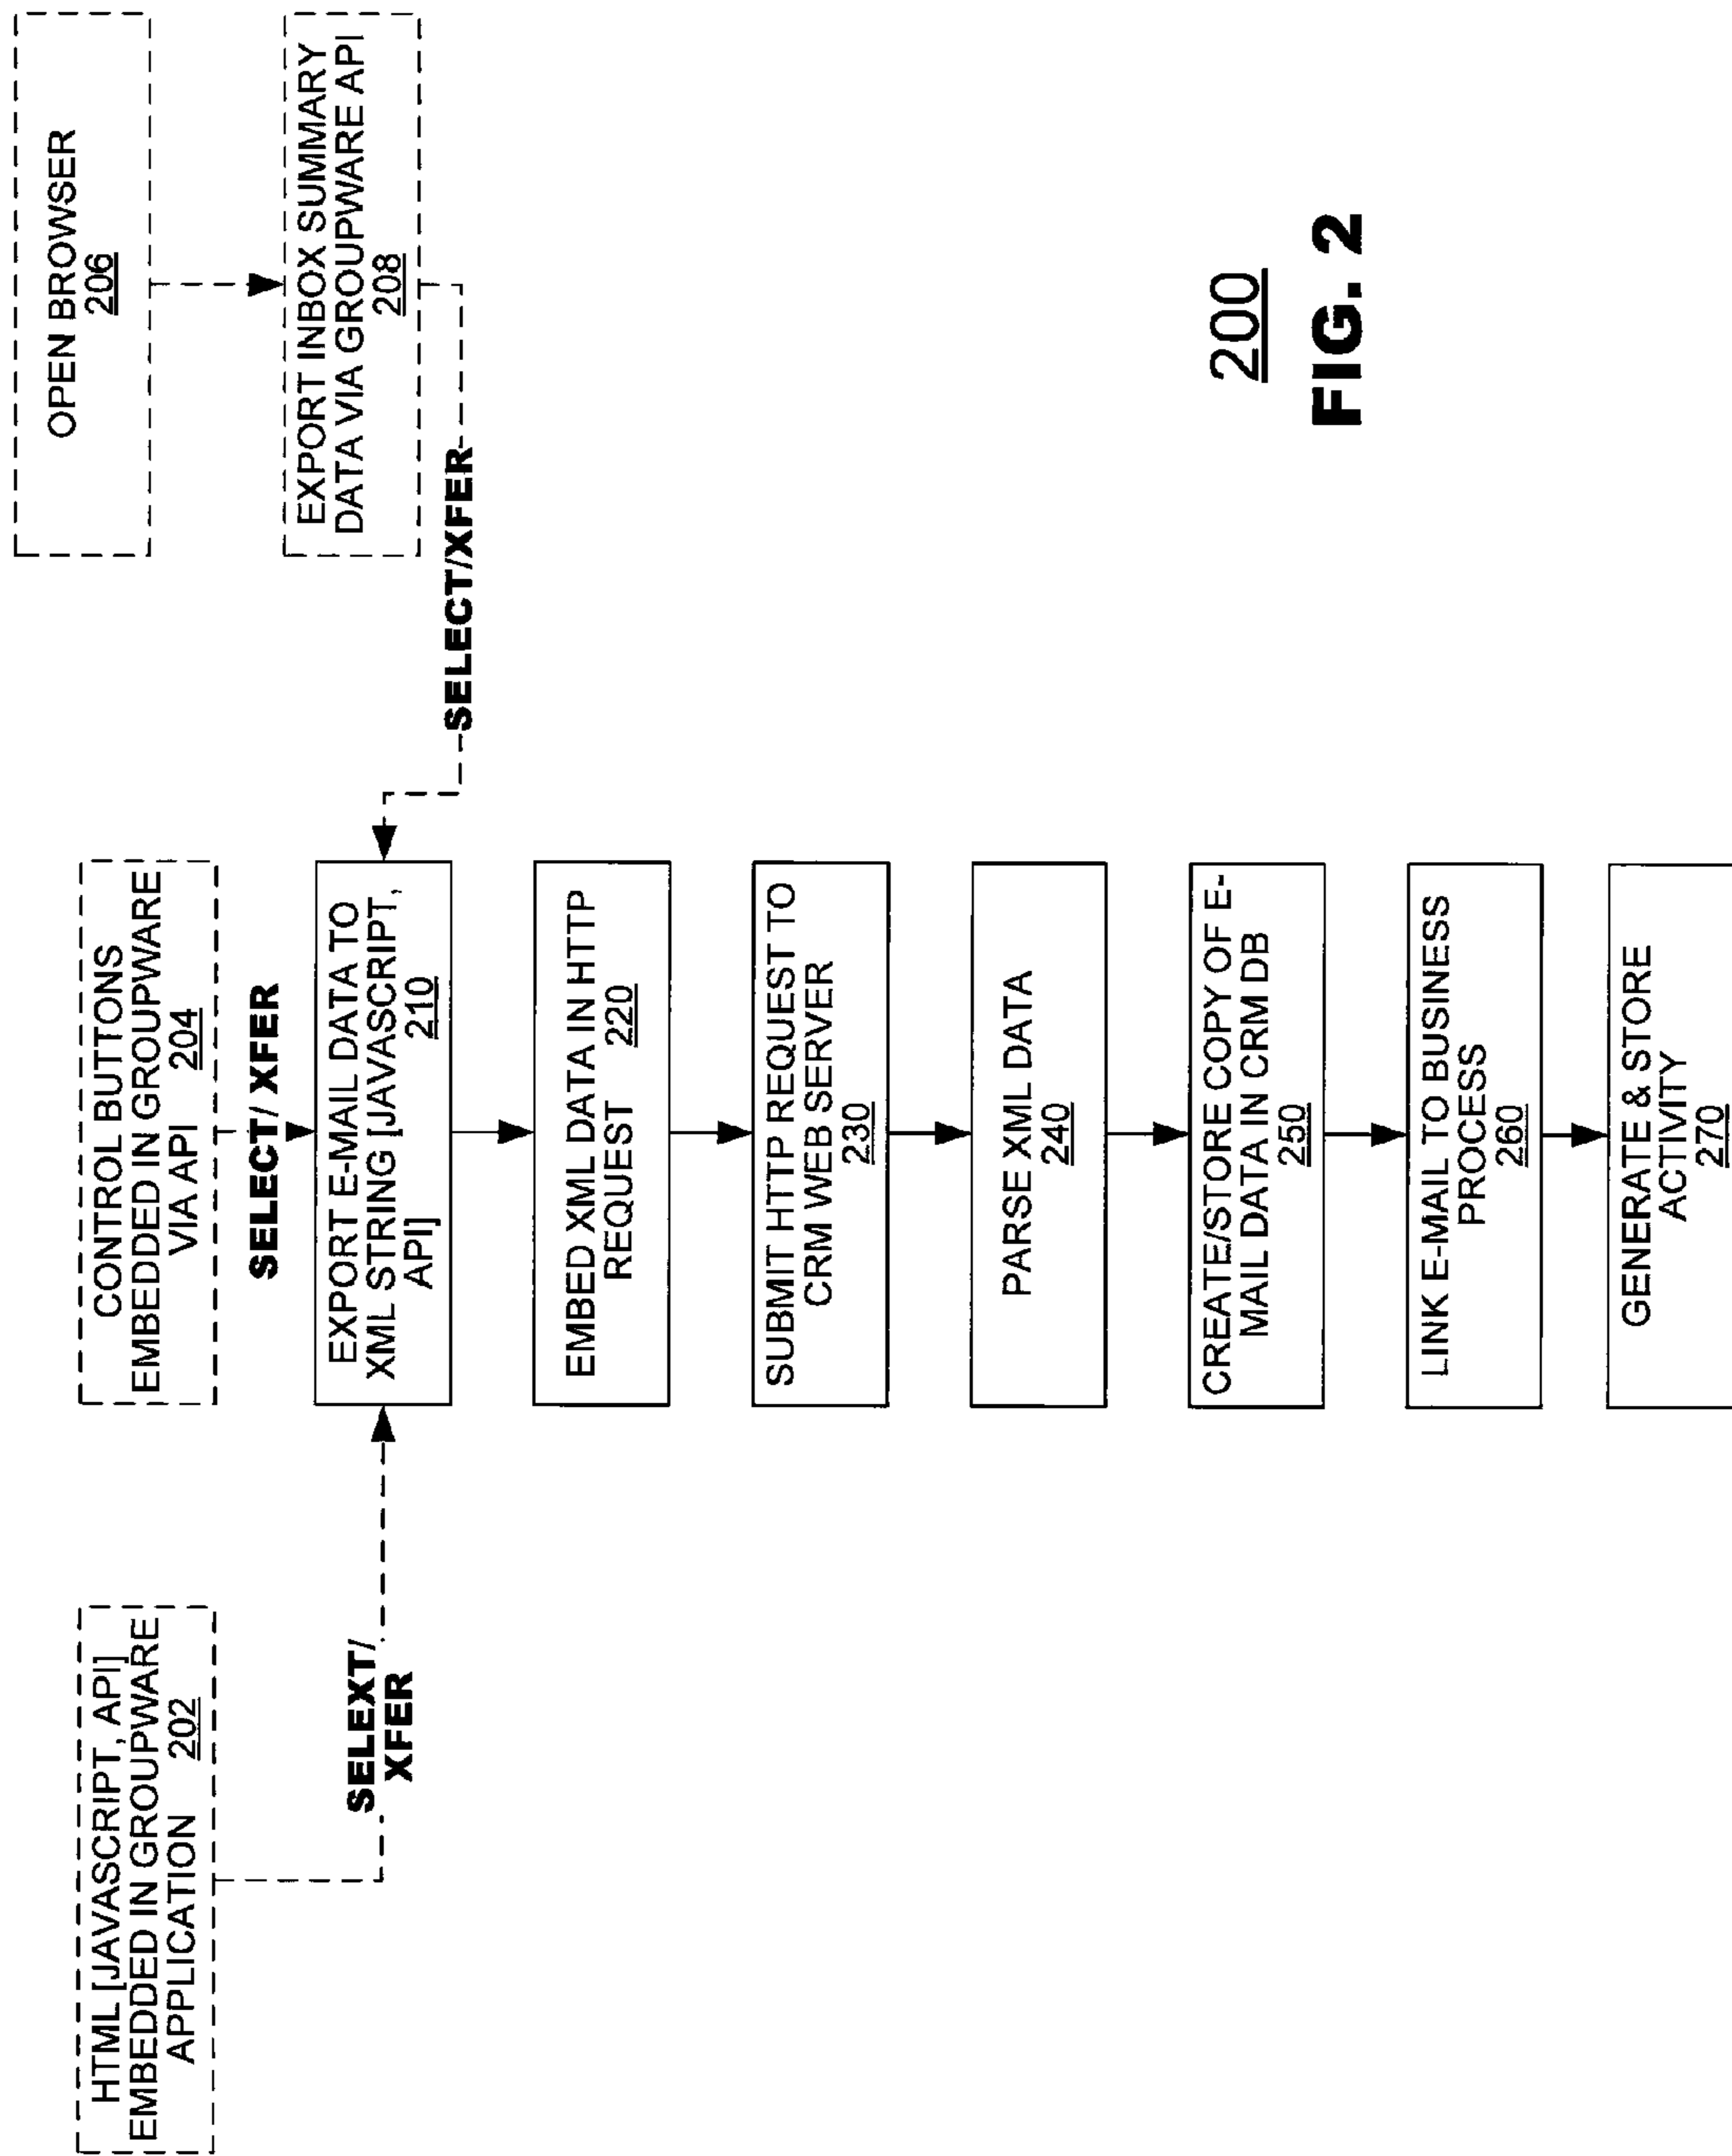 OPEN BROWSER
206
EXPORT INBOX SUMMARY
DATA VIA GROUPWARE API
208
SELECT/XFER
CONTROL BUTTONS
EMBEDDED IN GROUPWARE
VIA API 204
SELECT/ XFER
HTML [JAVASCRIPT, API]
EMBEDDED IN GROUPWARE
APPLICATION 202
SELEXT/
XFER
EXPORT E-MAIL DATA TO
XML STRING [JAVASCRIPT,
API] 210
EMBED XML DATA IN HTTP
REQUEST 220
SUBMIT HTTP REQUEST TO
CRM WEB SERVER
230
PARSE XML DATA
240
CREATE/STORE COPY OF E-
MAIL DATA IN CRM DB
250
LINK E-MAIL TO BUSINESS
PROCESS
260
GENERATE & STORE
ACTIVITY
270
200
FIG. 2